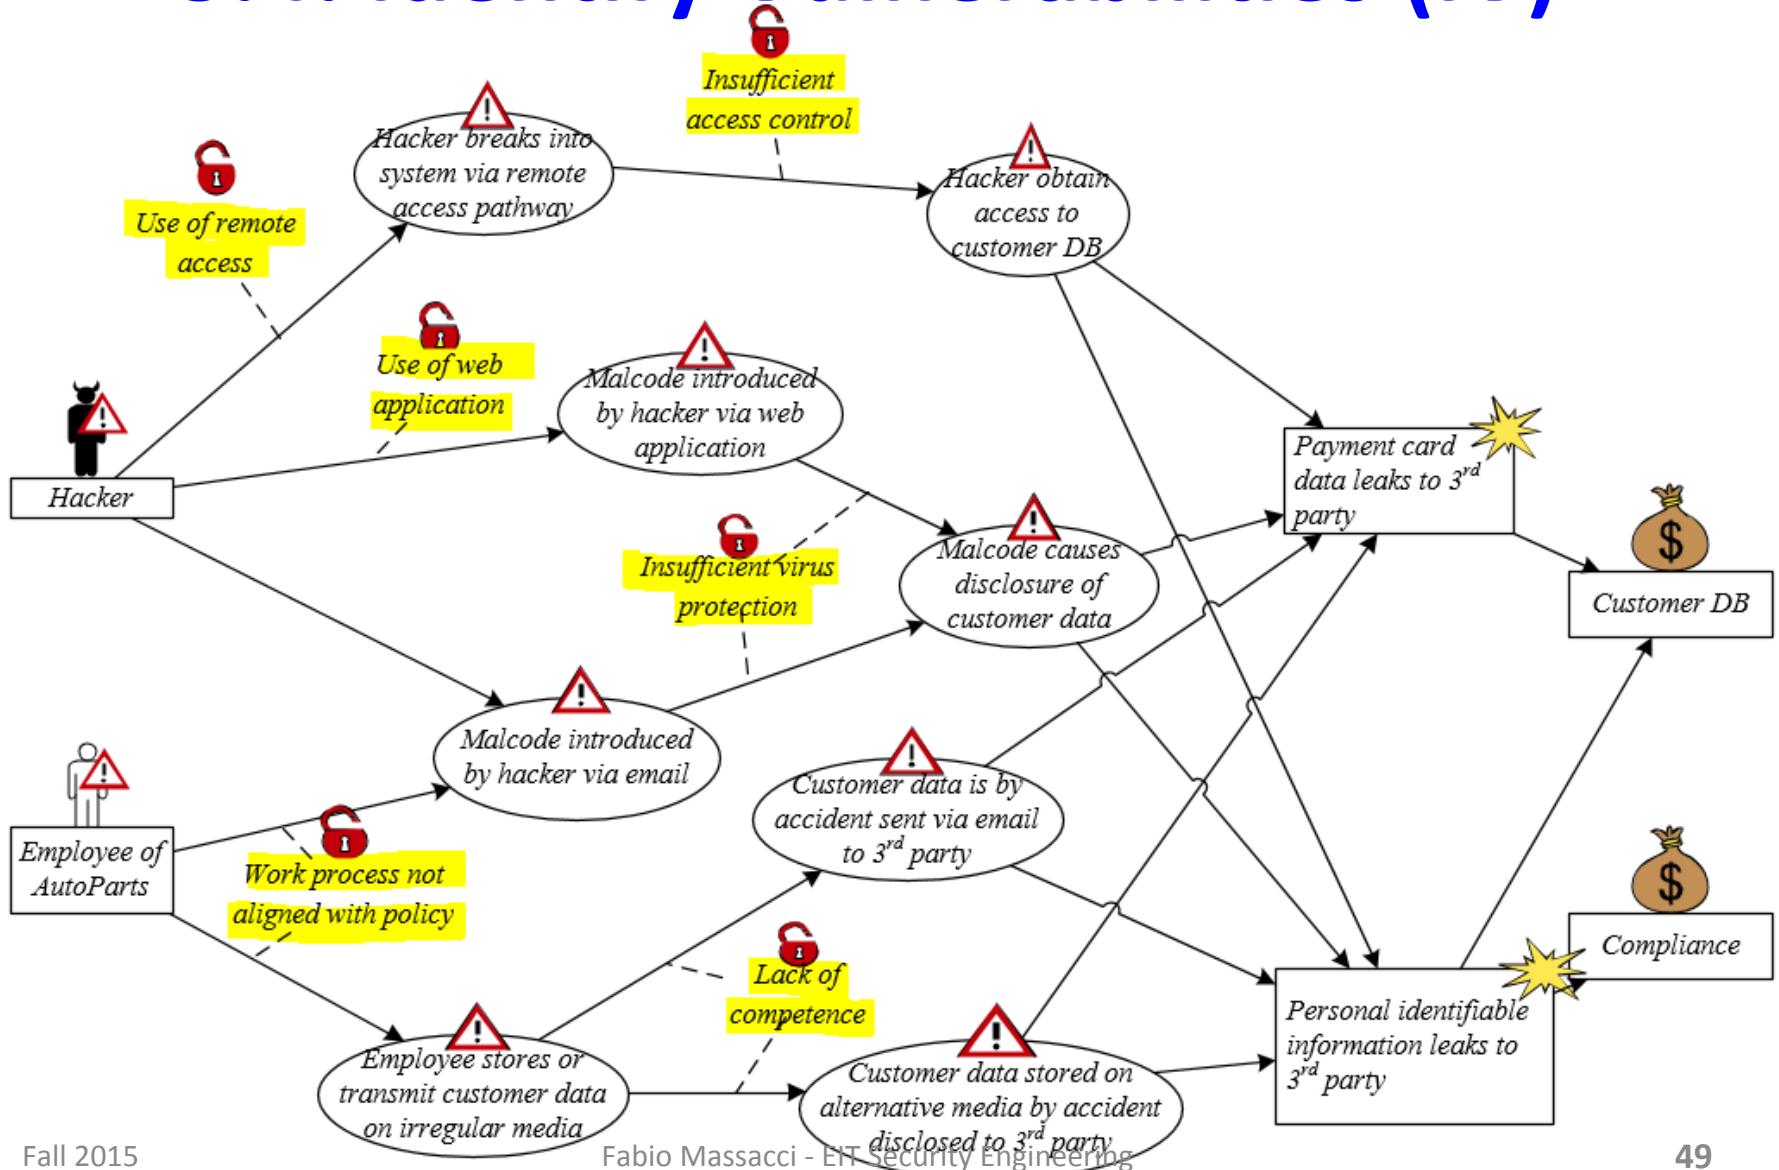 Insufficient
access control
Hacker breaks into
system via remote
access pathway
Hacker obtain
access to
customer DB
Use of remote
access
Use of web
application
Malcode introduced
by hacker via web
application
Hacker
Payment card
data leaks to 3rd
party
Insufficient virus
protection
Malcode causes
disclosure of
customer data
Customer DB
Malcode introduced
by hacker via email
Customer data is by
accident sent via email
to 3rd party
Employee of
AutoParts
Work process not
aligned with policy
Compliance
Lack of
competence
Personal identifiable
information leaks to
3rd party
Employee stores or
transmit customer data
on irregular media
Customer data stored on
alternative media by accident
disclosed to 3rd party
$
$
Fall 2015
Fabio Massacci - EIT Security Engineering
49